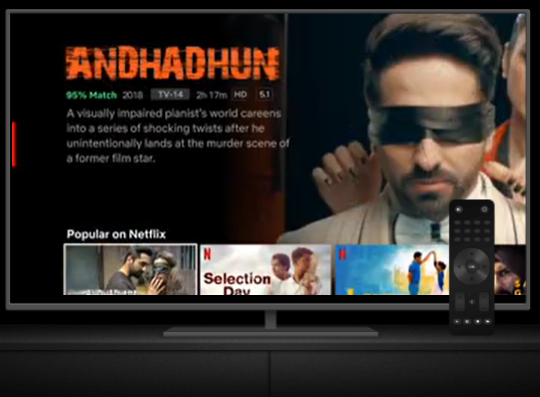 ANDHADHUN
95% Match 2018 TV-14 2h 17m HD 5.1
A visually impaired pianist's world careens
into a series of shocking twists after he
unintentionally lands at the murder scene of
a former film star.
Popular on Netflix
N
Selection
Day
N